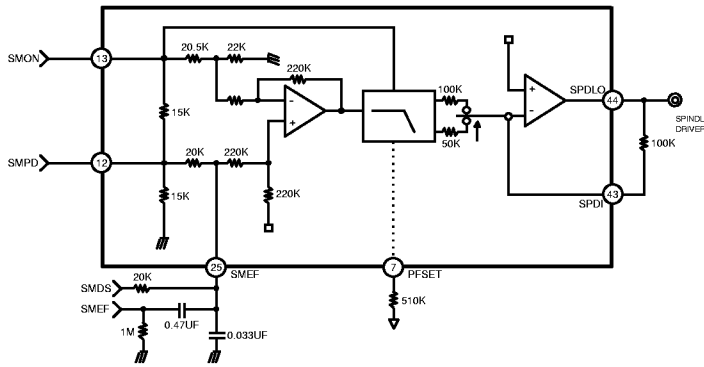 SMON
13
20.5K
22K
220K
15K
100K
50K
SPDLO
44
SPINDL
DRIVER
100K
SMPD
12
20K
220K
15K
220K
43
SPDI
25
SMEF
7
PFSET
SMDS
20K
SMEF
0.47UF
0.033UF
1M
510K